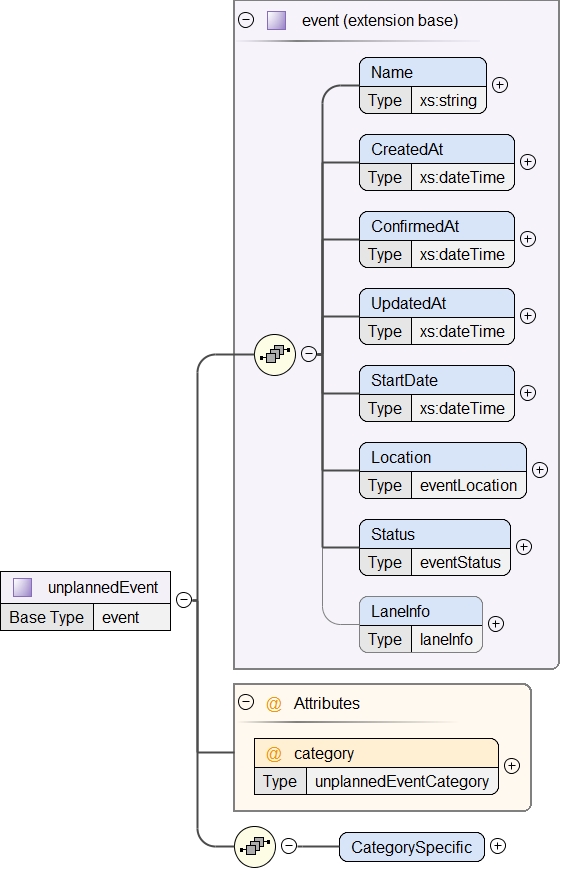 event (extension base)
Name
Type xs:string
CreatedAt
Type xs:dateTime
ConfirmedAt
Type xs:dateTime
UpdatedAt
Type xs:dateTime
StartDate
Type xs:dateTime
Location
Type eventLocation
Status
Type eventStatus
unplannedEvent
Base Type event
LaneInfo
Type laneInfo
@ Attributes
@ category
Type unplannedEventCategory
CategorySpecific